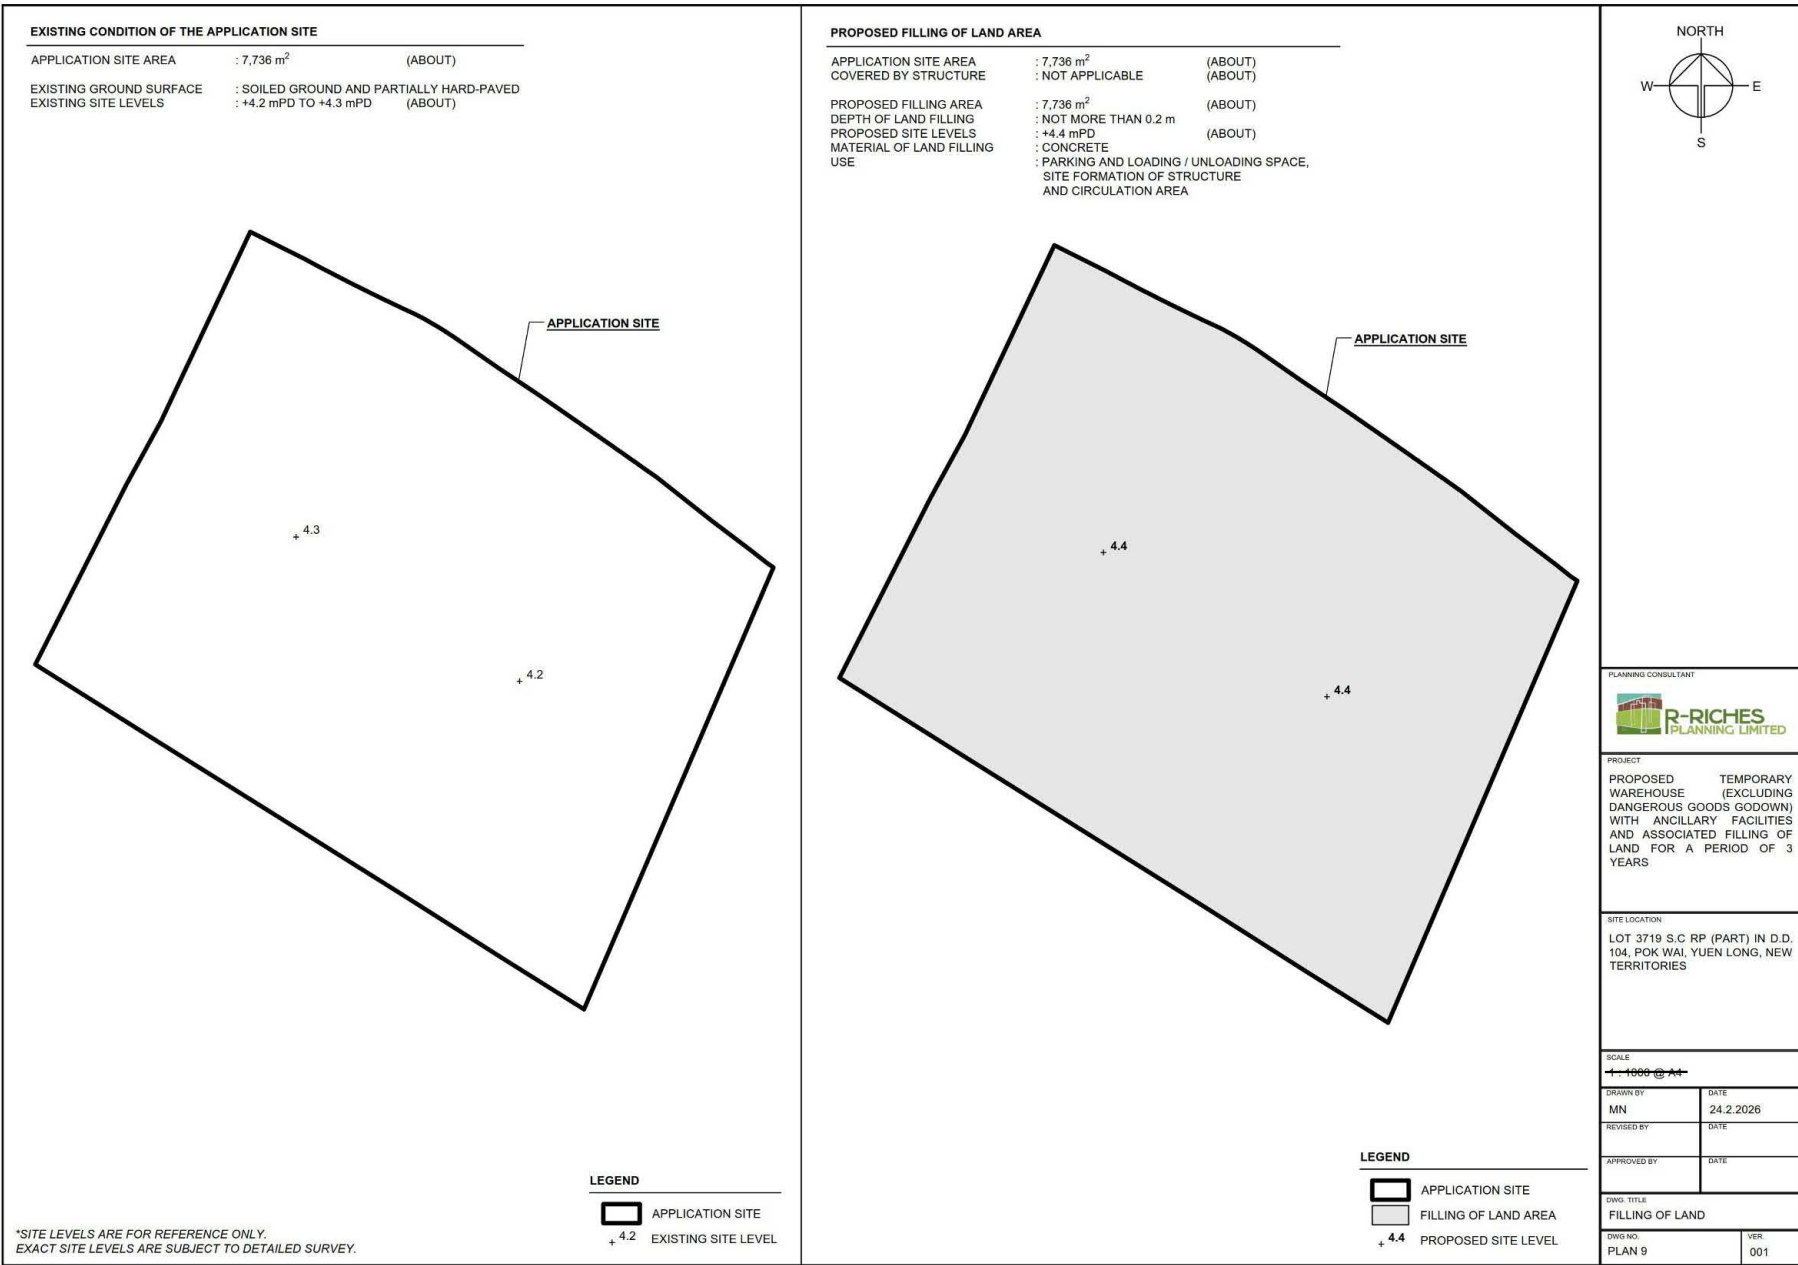 EXISTING CONDITION OF THE APPLICATION SITE
APPLICATION SITE AREA : 7,736 m² (ABOUT)
EXISTING GROUND SURFACE : SOILED GROUND AND PARTIALLY HARD-PAVED
EXISTING SITE LEVELS : +4.2 mPD TO +4.3 mPD (ABOUT)
APPLICATION SITE
4.3
4.2
LEGEND
APPLICATION SITE
4.2 EXISTING SITE LEVEL
*SITE LEVELS ARE FOR REFERENCE ONLY.
EXACT SITE LEVELS ARE SUBJECT TO DETAILED SURVEY.
PROPOSED FILLING OF LAND AREA
APPLICATION SITE AREA : 7,736 m² (ABOUT)
COVERED BY STRUCTURE : NOT APPLICABLE (ABOUT)
PROPOSED FILLING AREA : 7,736 m² (ABOUT)
DEPTH OF LAND FILLING : NOT MORE THAN 0.2 m
PROPOSED SITE LEVELS : +4.4 mPD (ABOUT)
MATERIAL OF LAND FILLING : CONCRETE
USE : PARKING AND LOADING / UNLOADING SPACE,
SITE FORMATION OF STRUCTURE
AND CIRCULATION AREA
APPLICATION SITE
4.4
4.4
LEGEND
APPLICATION SITE
FILLING OF LAND AREA
4.4 PROPOSED SITE LEVEL
NORTH
W E
S
PLANNING CONSULTANT
R-RICHES
PLANNING LIMITED
PROJECT
PROPOSED TEMPORARY
WAREHOUSE (EXCLUDING
DANGEROUS GOODS GODOWN)
WITH ANCILLARY FACILITIES
AND ASSOCIATED FILLING OF
LAND FOR A PERIOD OF 3
YEARS
SITE LOCATION
LOT 3719 S.C RP (PART) IN D.D.
104, POK WAI, YUEN LONG, NEW
TERRITORIES
SCALE
1 : 1000 @ A4
DRAWN BY DATE
MN 24.2.2026
REVISED BY DATE
APPROVED BY DATE
DWG. TITLE
FILLING OF LAND
DWG NO. VER.
PLAN 9 001